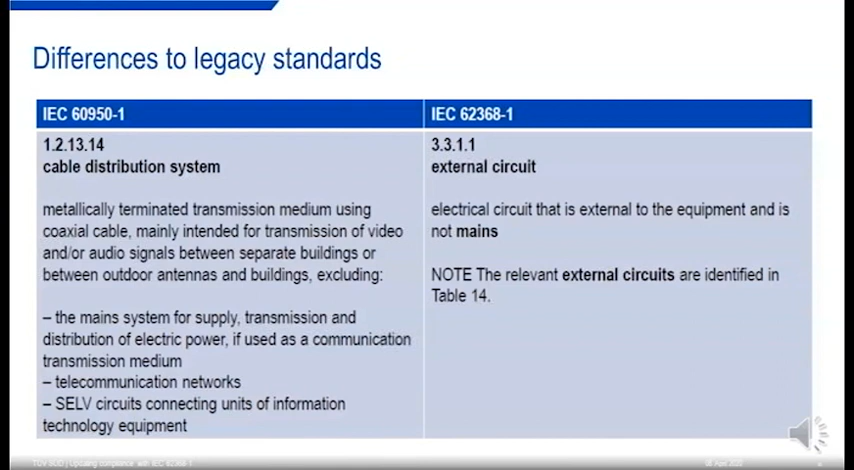 Differences to legacy standards
IEC 60950-1
IEC 62368-1
1.2.13.14
cable distribution system
metallically terminated transmission medium using
coaxial cable, mainly intended for transmission of video
and/or audio signals between separate buildings or
between outdoor antennas and buildings, excluding:
– the mains system for supply, transmission and
distribution of electric power, if used as a communication
transmission medium
– telecommunication networks
– SELV circuits connecting units of information
technology equipment
3.3.1.1
external circuit
electrical circuit that is external to the equipment and is
not mains
NOTE The relevant external circuits are identified in
Table 14.